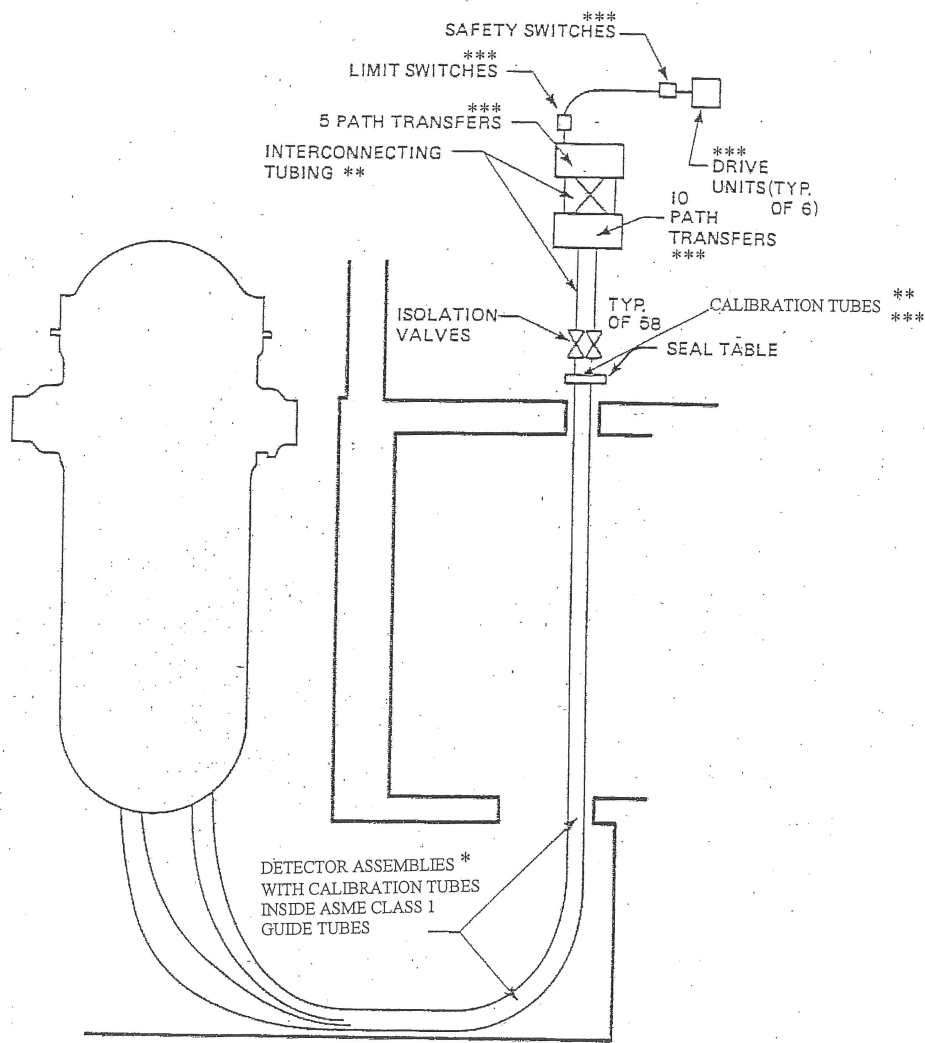 ***
SAFETY SWITCHES
***
LIMIT SWITCHES
***
5 PATH TRANSFERS
INTERCONNECTING
TUBING **
***
DRIVE
UNITS (TYP.
OF 6)
10
PATH
TRANSFERS
***
ISOLATION
VALVES
TYP.
OF 58
CALIBRATION TUBES **
***
SEAL TABLE
DETECTOR ASSEMBLIES *
WITH CALIBRATION TUBES
INSIDE ASME CLASS 1
GUIDE TUBES